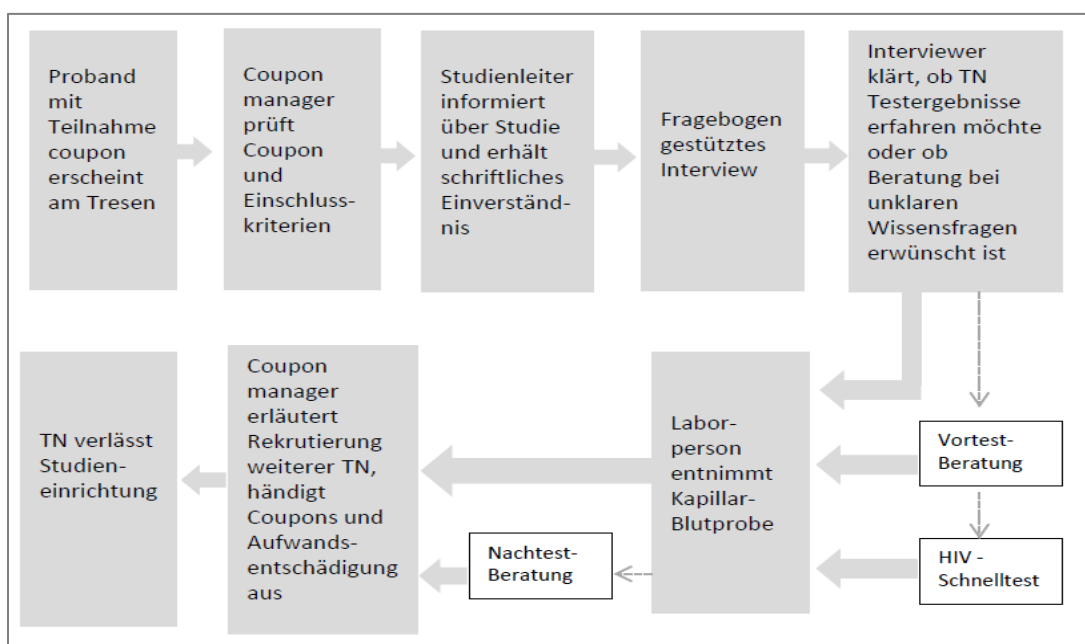 Proband
mit
Teilnahme
coupon
erscheint
am Tresen
Coupon
manager
prüft
Coupon
und
Einschluss-
kriterien
Studienleiter
informiert
über Studie
und erhält
schriftliches
Einverständ-
nis
Fragebogen
gestütztes
Interview
Interviewer
klärt, ob TN
Testergebnisse
erfahren möchte
oder ob
Beratung bei
unklaren
Wissensfragen
erwünscht ist
Vortest-
Beratung
HIV -
Schnelltest
Labor-
person
entnimmt
Kapillar-
Blutprobe
Nachtest-
Beratung
Coupon
manager
erläutert
Rekrutierung
weiterer TN,
händigt
Coupons und
Aufwands-
entschädigung
aus
TN verlässt
Studien-
einrichtung